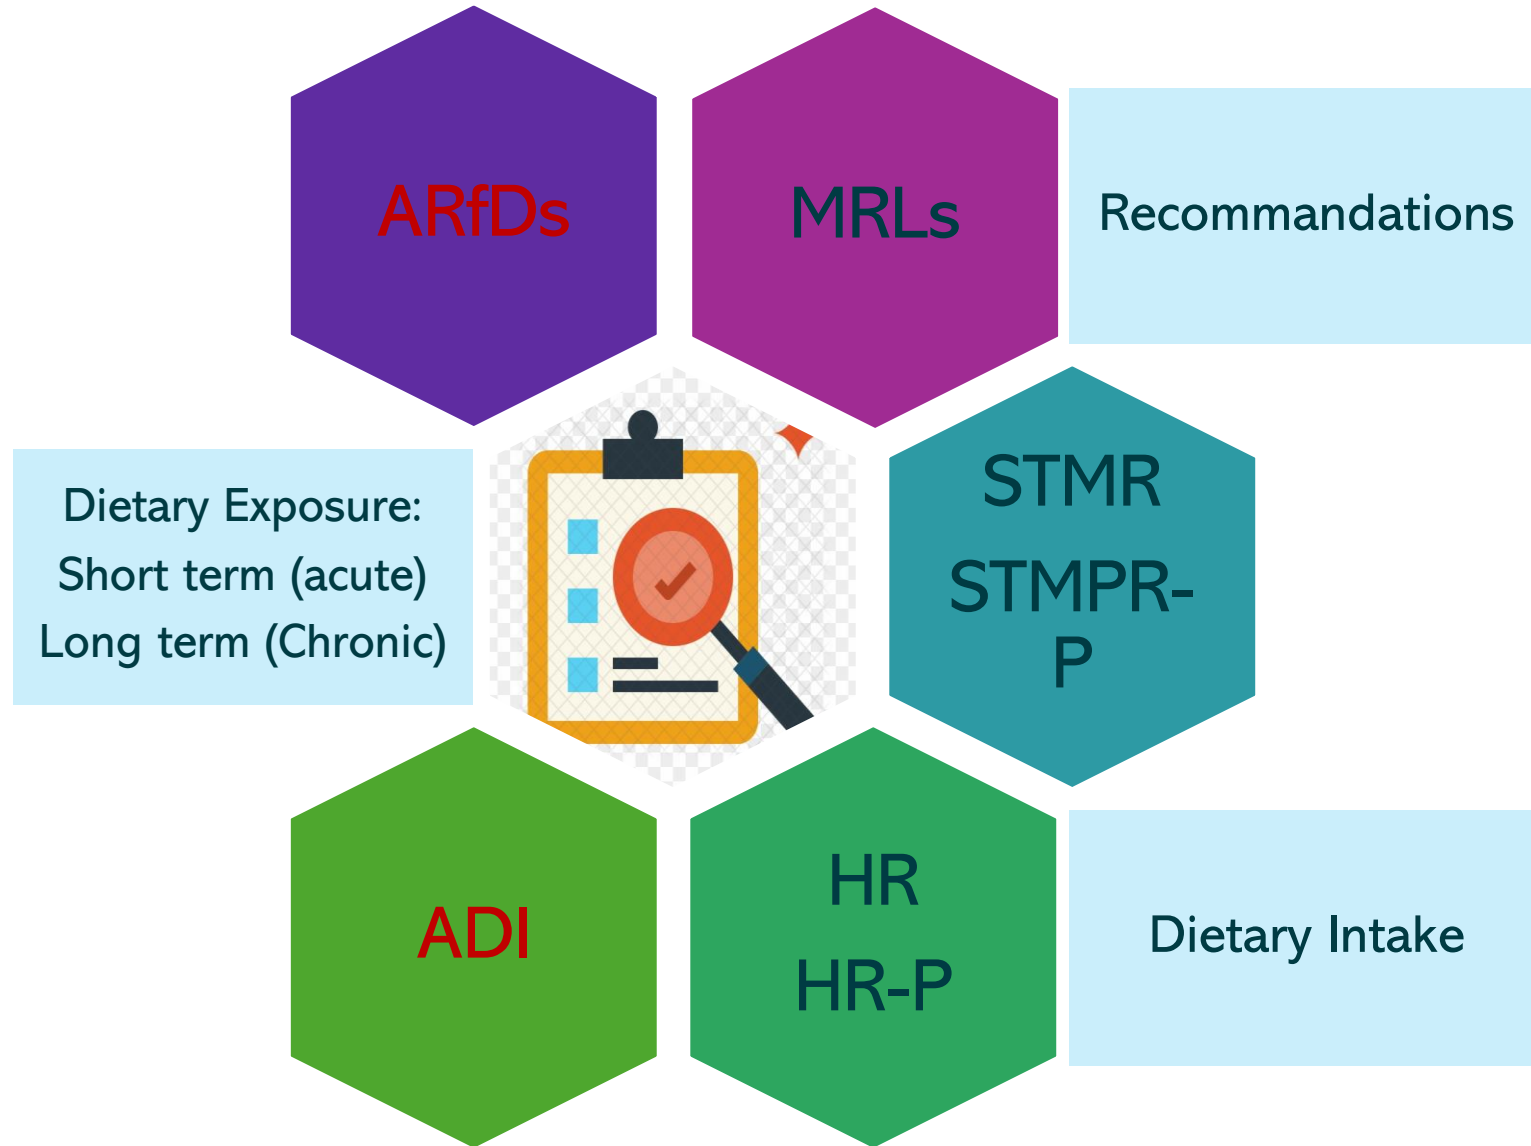 ARfDs
MRLs
Recommandations
Dietary Exposure:
Short term (acute)
Long term (Chronic)
STMR
STMPR-
P
ADI
HR
HR-P
Dietary Intake